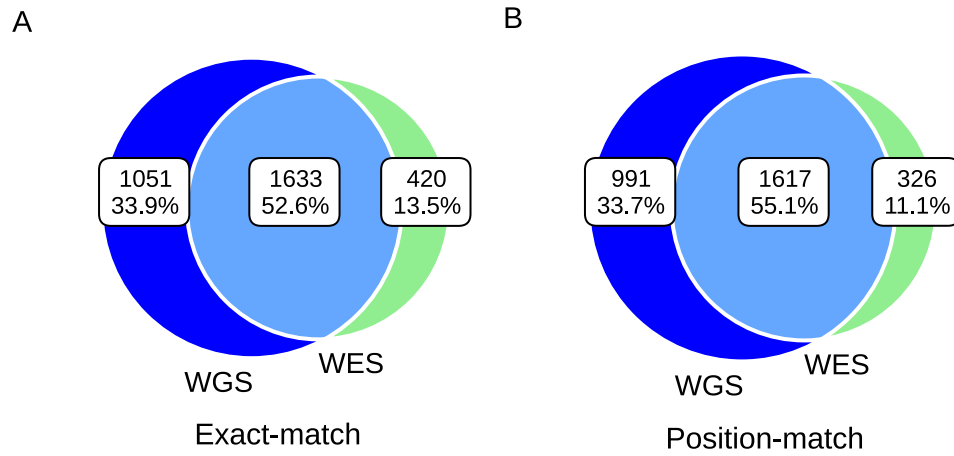 A
1051
33.9%
1633
52.6%
420
13.5%
WGS
WES
Exact-match
B
991
33.7%
1617
55.1%
326
11.1%
WGS
WES
Position-match